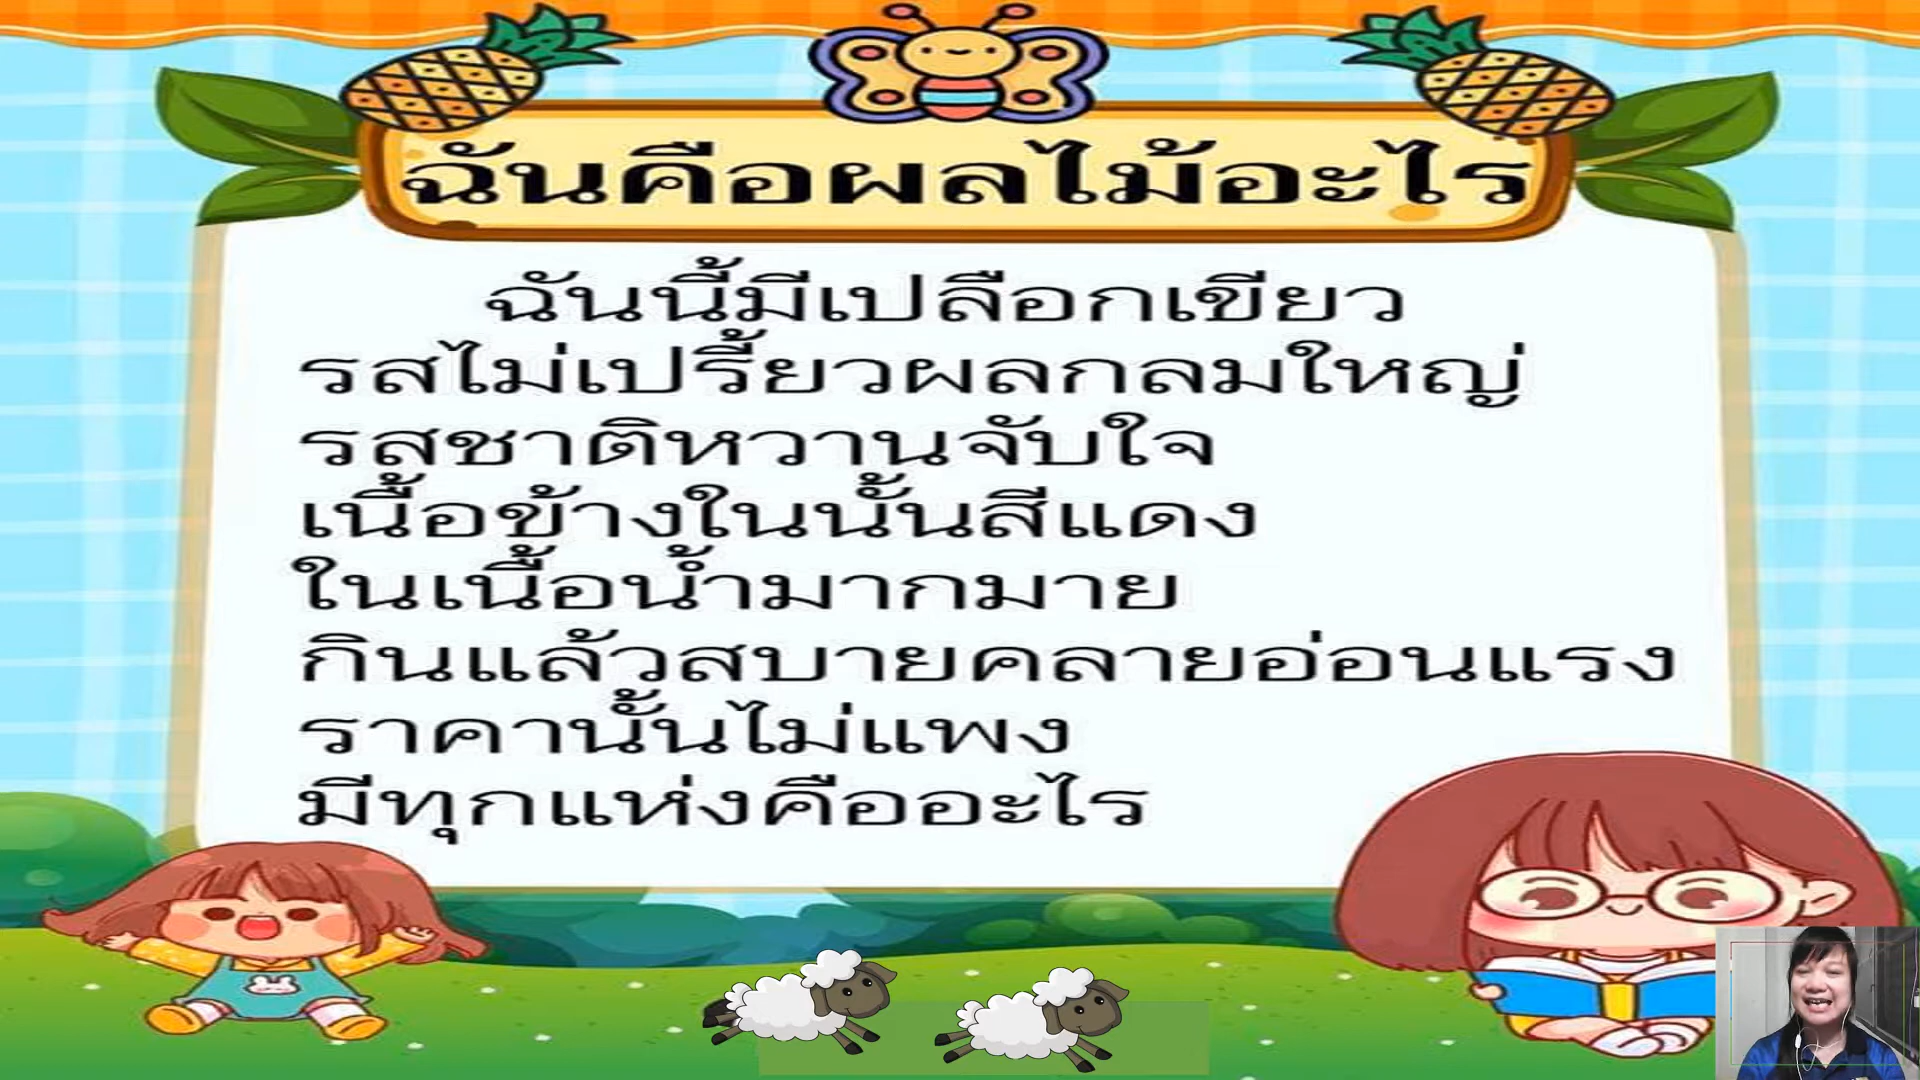 ฉันคือผลไม้อะไร
ฉันนี้มีเปลือกเขียว
รสไม่เปรี้ยวผลกลมใหญ่
รสชาติหวานจับใจ
เนื้อข้างในนั้นสีแดง
ในเนื้อน้ำมากมาย
กินแล้วสบายคลายอ่อนแรง
ราคานั้นไม่แพง
มีทุกแห่งคืออะไร